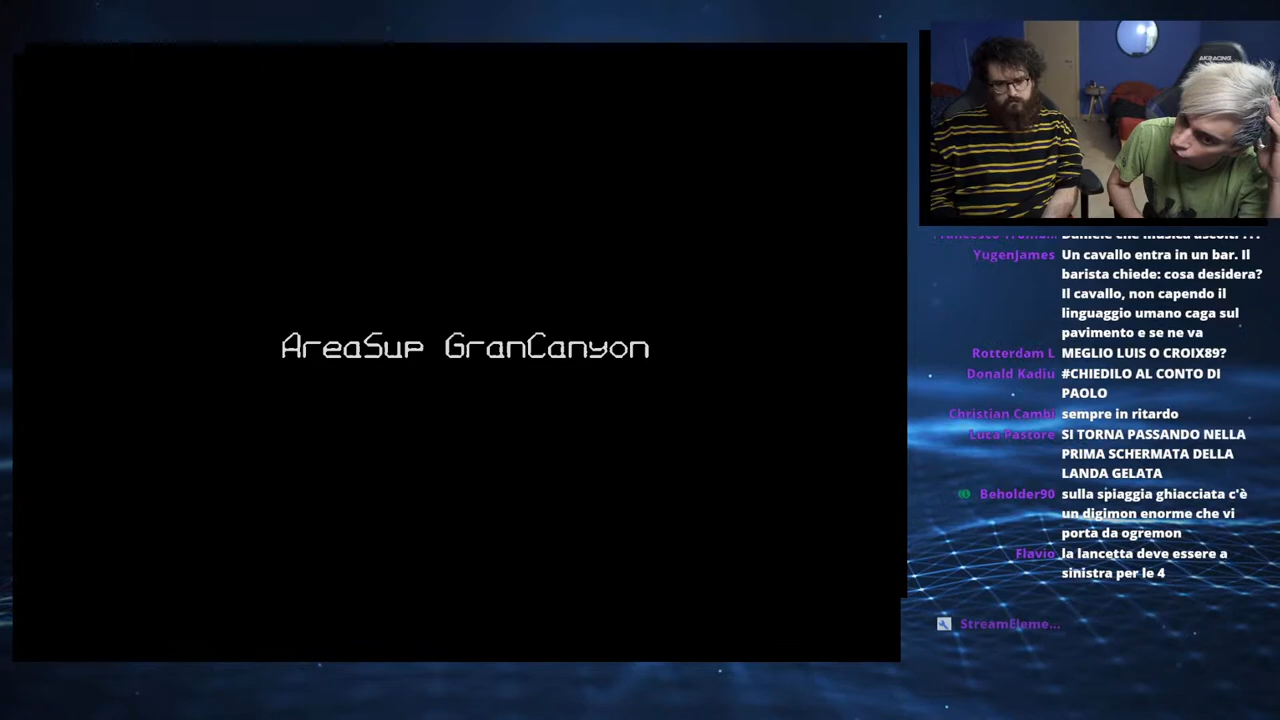 AKRACING
AreaSup GranCanyon
YugenJames Un cavallo entra in un bar. Il
barista chiede: cosa desidera?
Il cavallo, non capendo il
linguaggio umano caga sul
pavimento e se ne va
Rotterdam L MEGLIO LUIS O CROIX89?
Donald Kadiu #CHIEDILO AL CONTO DI
PAOLO
Christian Cambi sempre in ritardo
Luca Pastore SI TORNA PASSANDO NELLA
PRIMA SCHERMATA DELLA
LANDA GELATA
Beholder90 sulla spiaggia ghiacciata c'è
un digimon enorme che vi
porta da ogremon
Flavio la lancetta deve essere a
sinistra per le 4
StreamEleme...